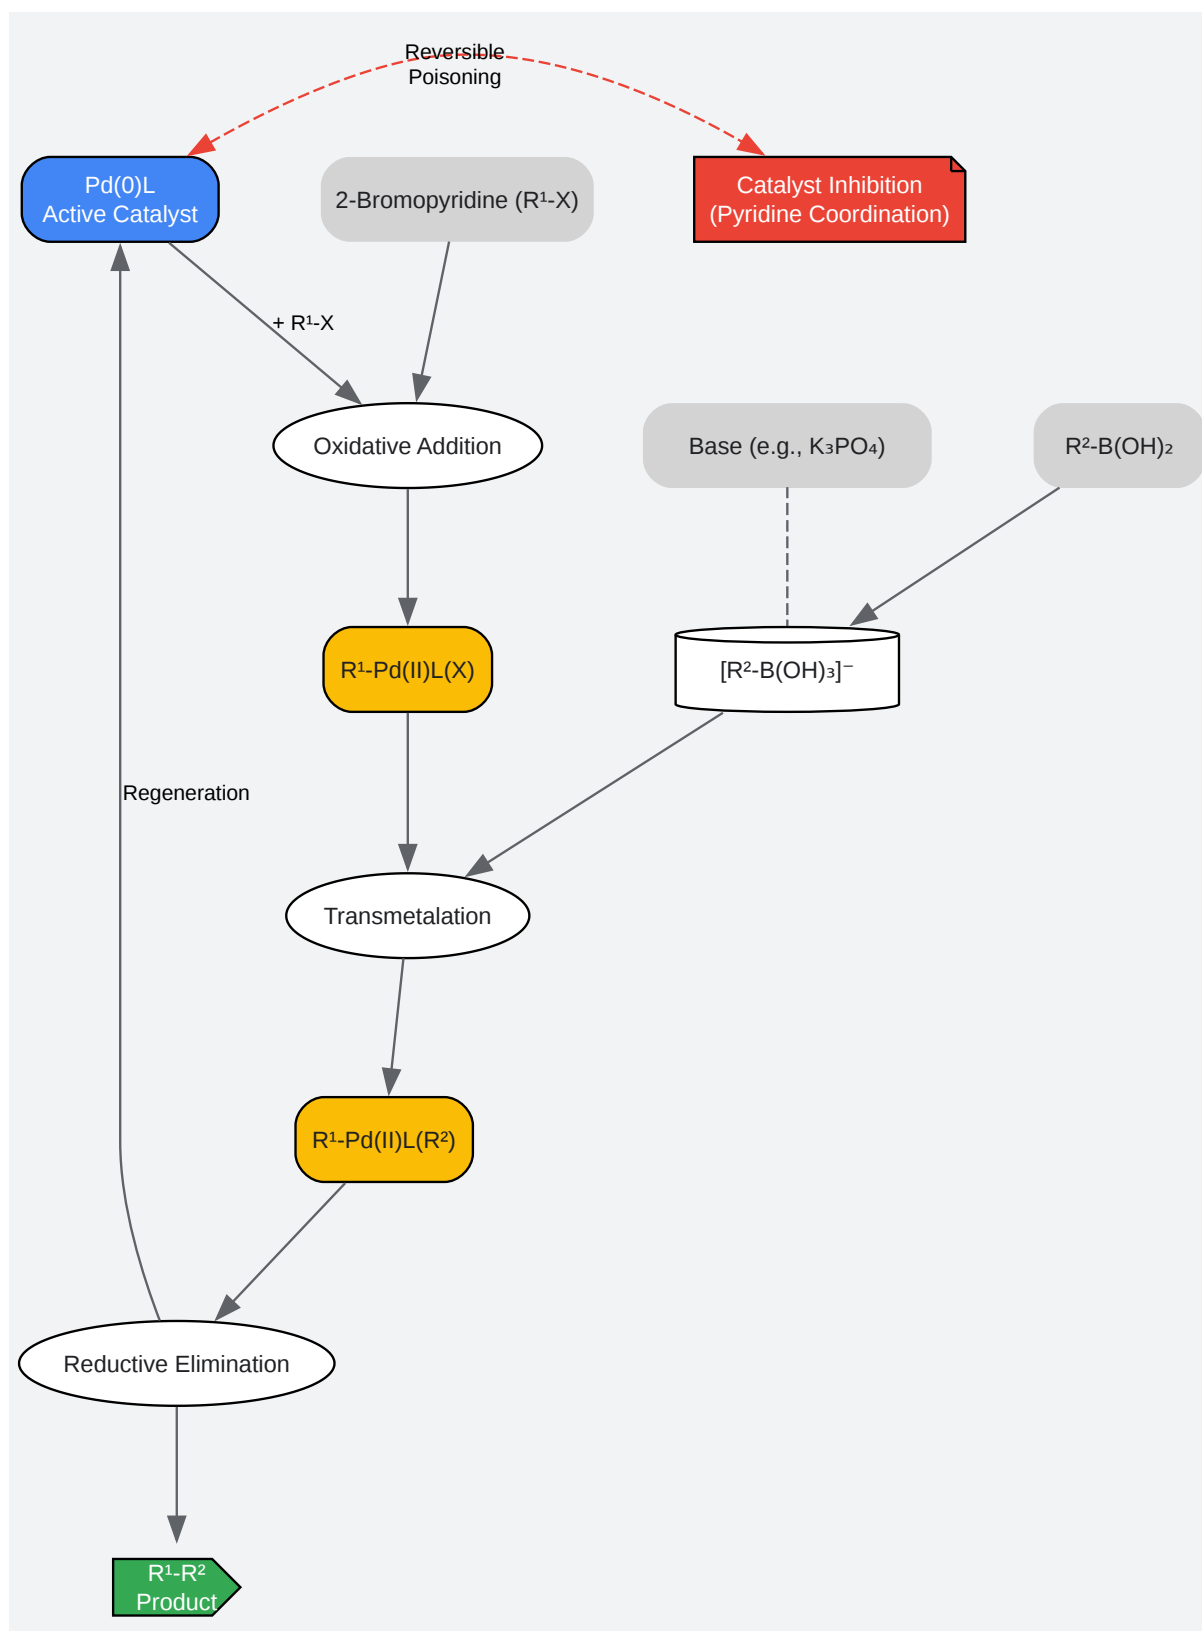 Reversible
Poisoning
Pd(0)L
Active Catalyst
2-Bromopyridine (R¹-X)
Catalyst Inhibition
(Pyridine Coordination)
+ R¹-X
Oxidative Addition
Base (e.g., K₃PO₄)
R²-B(OH)₂
R¹-Pd(II)L(X)
[R²-B(OH)₃]⁻
Regeneration
Transmetalation
R¹-Pd(II)L(R²)
Reductive Elimination
R¹-R²
Product